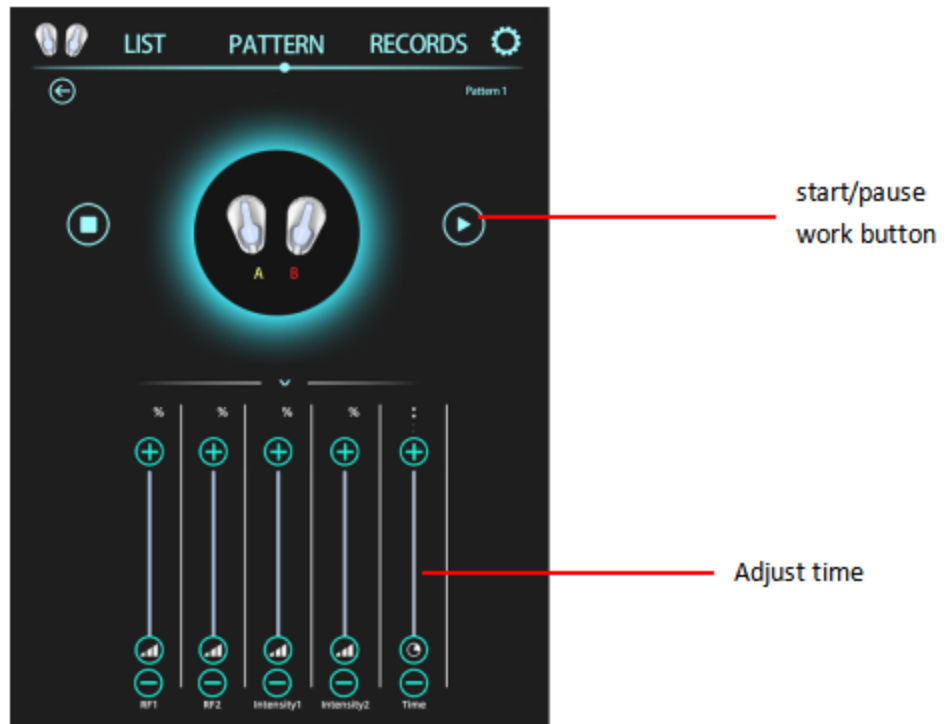 LIST PATTERN RECORDS
Pattern 1
start/pause
work button
A B
% % % % :
Adjust time
RF1 RF2 Intensity1 Intensity2 Time